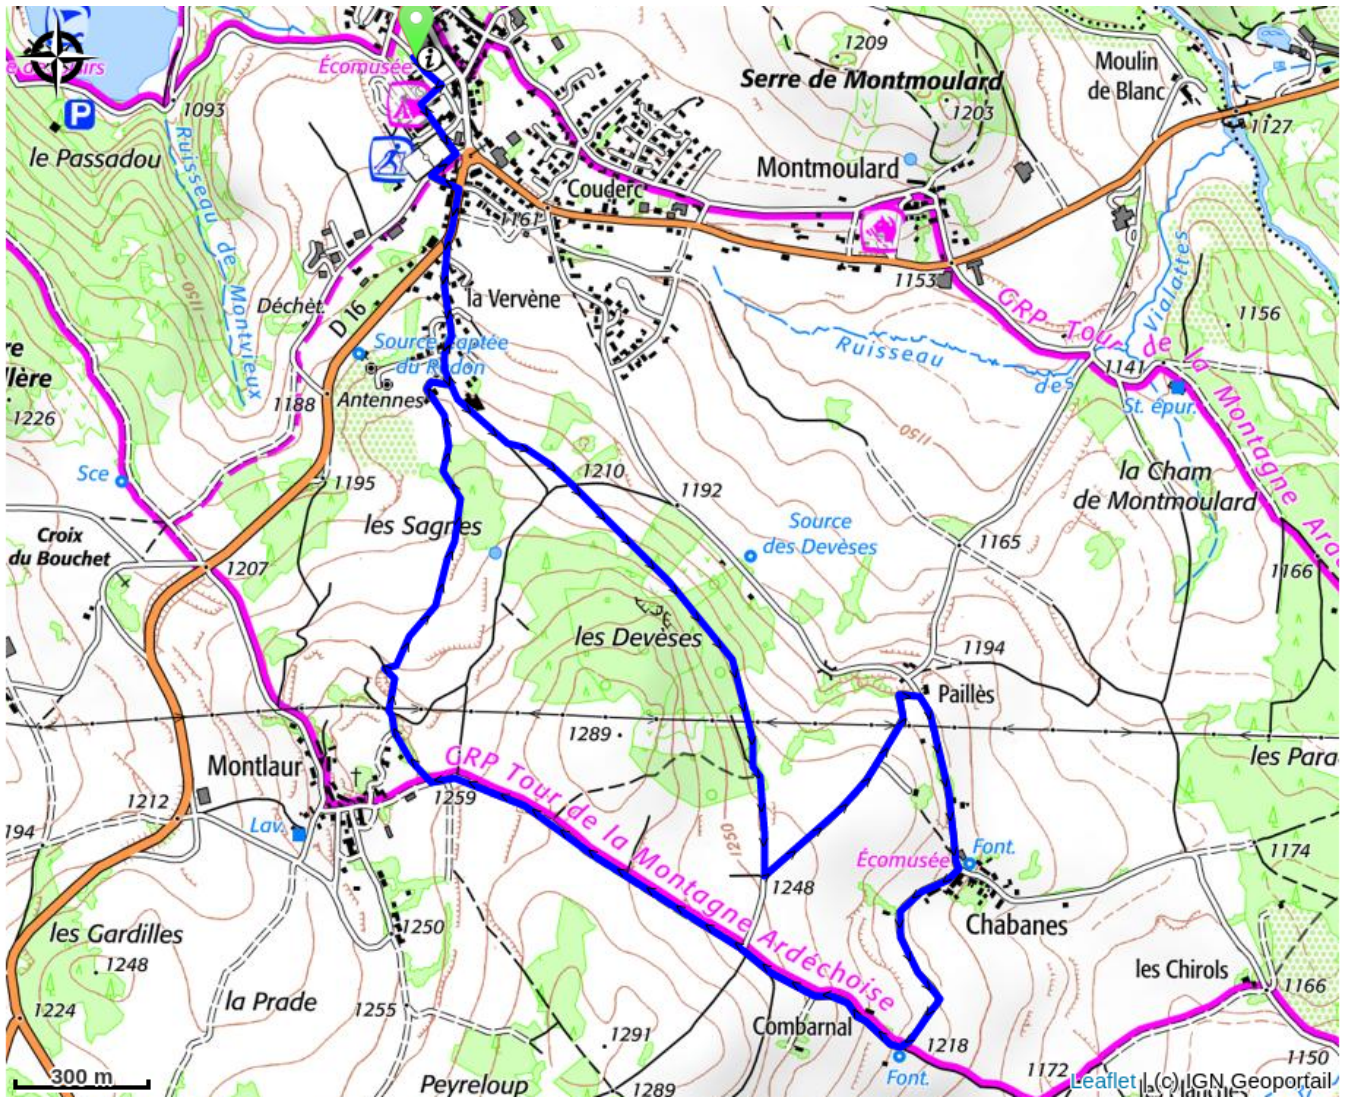 1209
Moulin
de Blanc
Serre de Montmoulard
Écomusée
i
P
1093
1203
1127
le Passadou
Ruisseau de Montvieux
Montmoulard
Couderc
1161
1153
1150
la Vervène
Déchèt.
D 16
Source captée
du R don
Antennes
1188
1226
Ruisseau
des
Vialattes
1156
1141
St. épur.
GRP Tour de la Montagne
Sce
1195
1210
1192
1150
la Cham
de Montmoulard
les Sagnes
Source
des Devèses
Croix
du Bouchet
1207
1165
1166
les Devèses
1194
Paillès
1289
Montlaur
les Para
GRP Tour de la Montagne Ardéchoise
1259
1212
194
Lav.
1250
1248
Écomusée
Font.
1174
Chabanes
les Gardilles
1248
1250
les Chirols
1166
1224
la Prade
1255
Combarnal
1291
1218
Font.
1172
1150
300 m
Peyreloup
1289
Leaflet | (c) IGN Geoportail